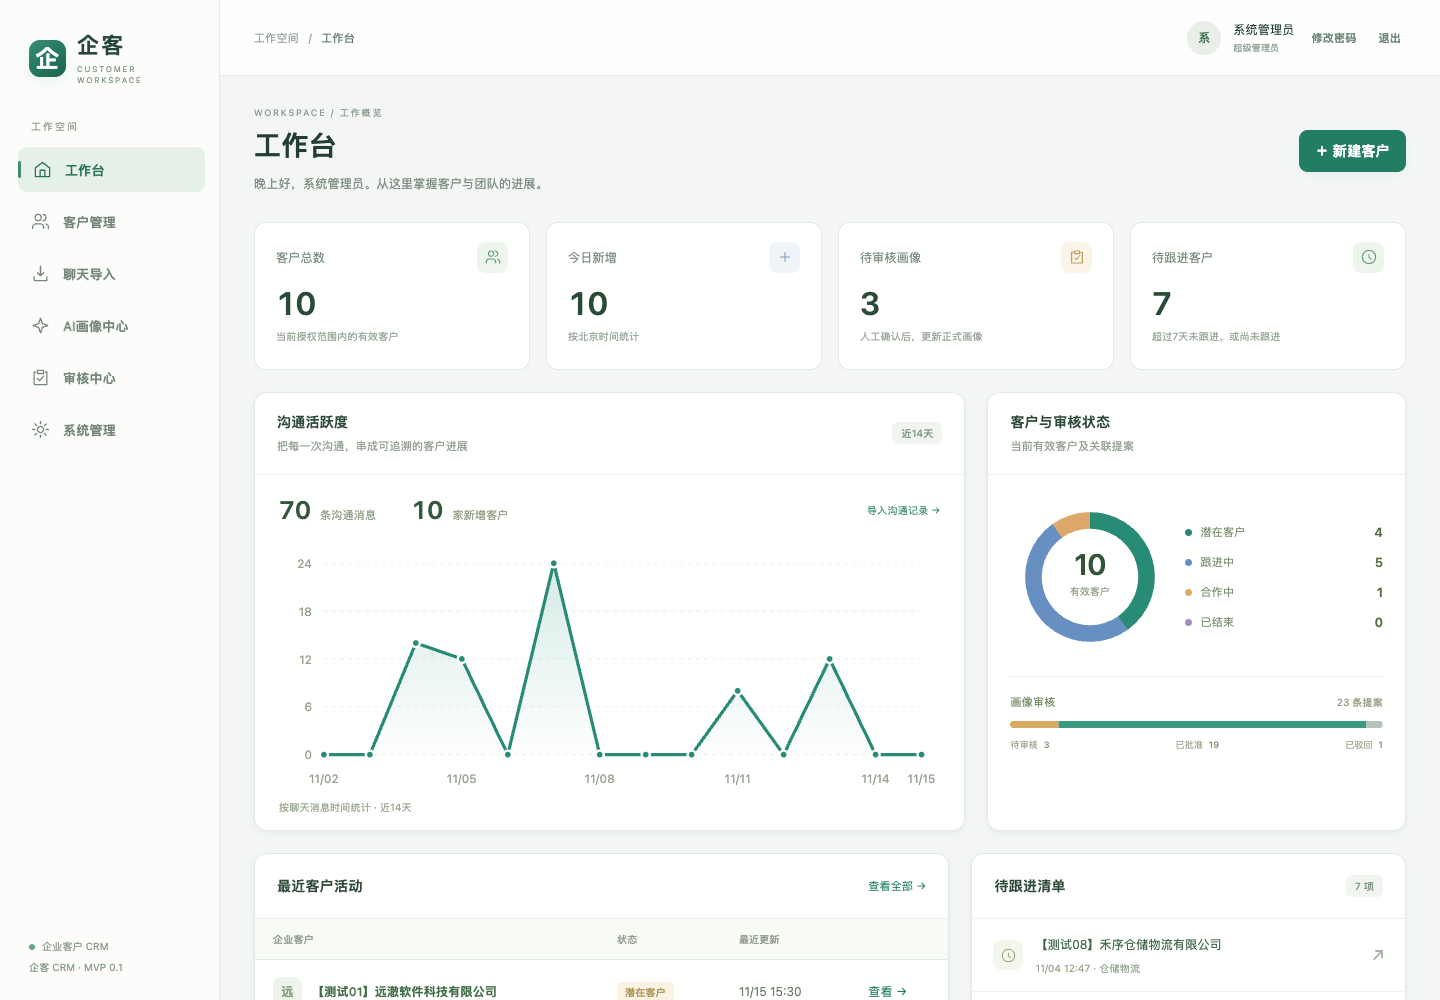 企
企客
CUSTOMER
WORKSPACE
工作空间
工作台
客户管理
聊天导入
AI画像中心
审核中心
系统管理
企业客户 CRM
企客 CRM · MVP 0.1
工作空间 / 工作台
系
系统管理员
超级管理员
修改密码
退出
WORKSPACE / 工作概览
工作台
晚上好，系统管理员。从这里掌握客户与团队的进展。
+ 新建客户
客户总数
10
当前授权范围内的有效客户
今日新增
10
按北京时间统计
待审核画像
3
人工确认后，更新正式画像
待跟进客户
7
超过7天未跟进，或尚未跟进
沟通活跃度
把每一次沟通，串成可追溯的客户进展
近14天
70 条沟通消息
10 家新增客户
导入沟通记录 →
24
18
12
6
0
11/02 11/05 11/08 11/11 11/14 11/15
按聊天消息时间统计 · 近14天
客户与审核状态
当前有效客户及关联提案
10
有效客户
潜在客户 4
跟进中 5
合作中 1
已结束 0
画像审核 23 条提案
待审核 3 已批准 19 已驳回 1
最近客户活动
查看全部 →
企业客户 状态 最近更新
远 【测试01】远澈软件科技有限公司 潜在客户 11/15 15:30 查看 →
待跟进清单
7 项
【测试08】禾序仓储物流有限公司
11/04 12:47 · 仓储物流